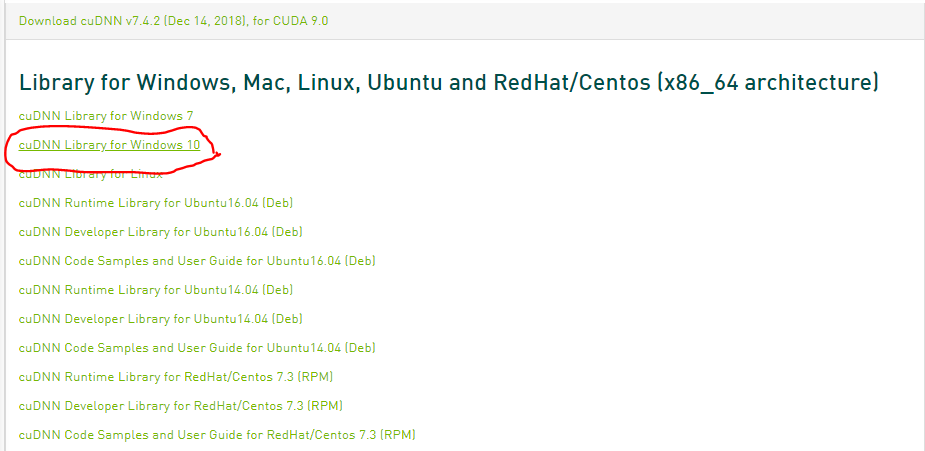 Download cuDNN v7.4.2 (Dec 14, 2018), for CUDA 9.0
Library for Windows, Mac, Linux, Ubuntu and RedHat/Centos (x86_64 architecture)
cuDNN Library for Windows 7
cuDNN Library for Windows 10
cuDNN Library for Linux
cuDNN Runtime Library for Ubuntu16.04 (Deb)
cuDNN Developer Library for Ubuntu16.04 (Deb)
cuDNN Code Samples and User Guide for Ubuntu16.04 (Deb)
cuDNN Runtime Library for Ubuntu14.04 (Deb)
cuDNN Developer Library for Ubuntu14.04 (Deb)
cuDNN Code Samples and User Guide for Ubuntu14.04 (Deb)
cuDNN Runtime Library for RedHat/Centos 7.3 (RPM)
cuDNN Developer Library for RedHat/Centos 7.3 (RPM)
cuDNN Code Samples and User Guide for RedHat/Centos 7.3 (RPM)